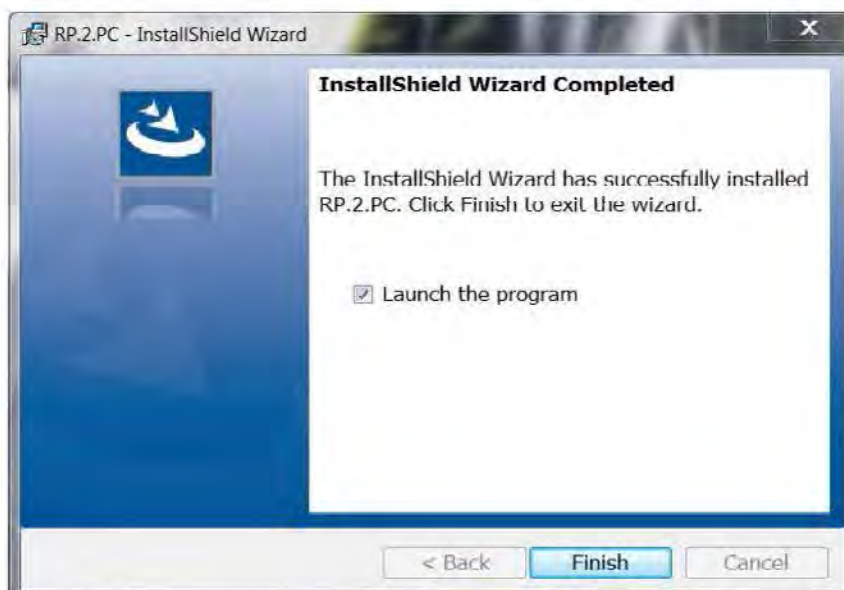 RP.2.PC - InstallShield Wizard
X
InstallShield Wizard Completed
The InstallShield Wizard has successfully installed
RP.2.PC. Click Finish to exit the wizard.
Launch the program
< Back Finish Cancel